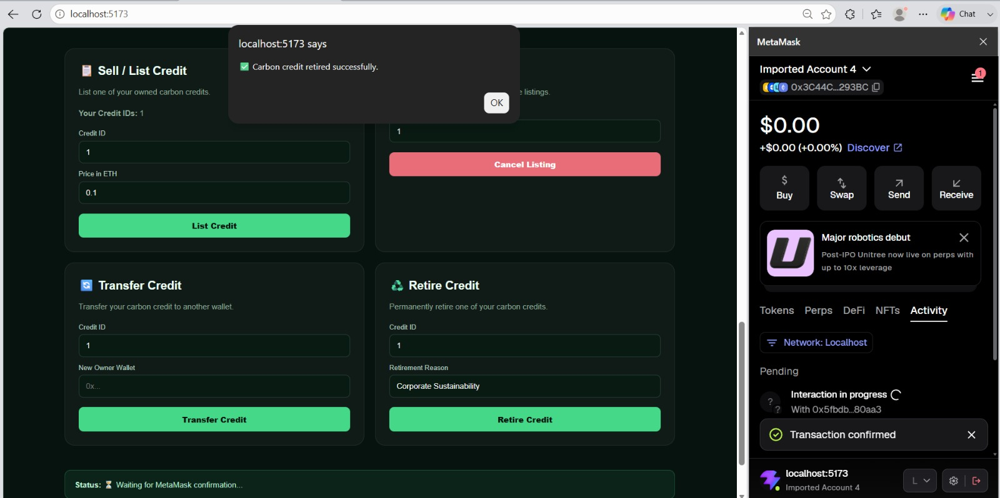 localhost:5173
Chat
localhost:5173 says
Carbon credit retired successfully.
OK
Sell / List Credit
List one of your owned carbon credits.
Your Credit IDs: 1
Credit ID
1
Price in ETH
0.1
List Credit
listings.
1
Cancel Listing
Transfer Credit
Transfer your carbon credit to another wallet.
Credit ID
1
New Owner Wallet
0x...
Transfer Credit
Retire Credit
Permanently retire one of your carbon credits.
Credit ID
1
Retirement Reason
Corporate Sustainability
Retire Credit
Status: ⏳ Waiting for MetaMask confirmation...
MetaMask
Imported Account 4
1
0x3C44C...293BC
$0.00
+$0.00 (+0.00%) Discover
$
Buy
Swap
Send
Receive
U
Major robotics debut
Post-IPO Unitree now live on perps with
up to 10x leverage
Tokens Perps DeFi NFTs Activity
Network: Localhost
Pending
? ?
Interaction in progress
With 0x5fbdb...80aa3
Transaction confirmed
localhost:5173
Imported Account 4
L